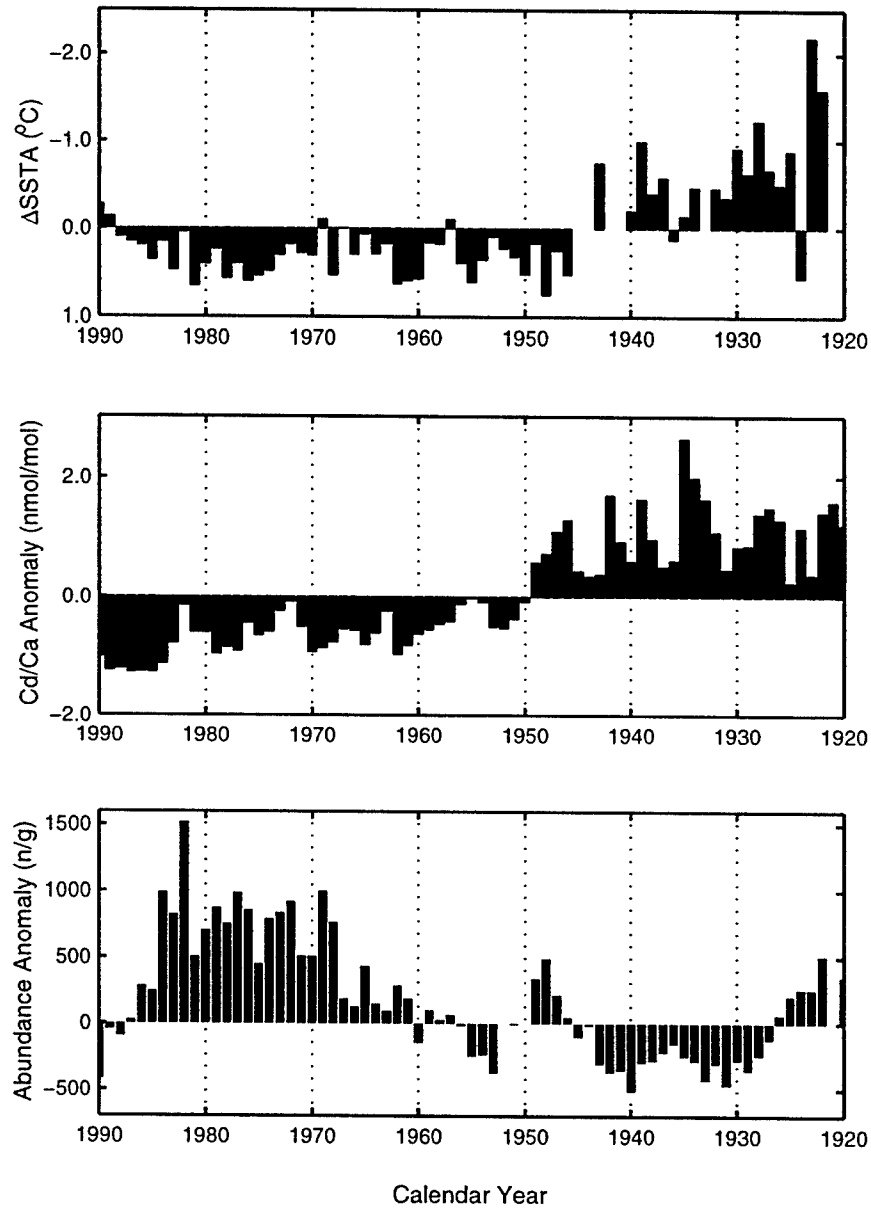 ΔSSTA (ºC)
-2.0
-1.0
0.0
1.0
1990 1980 1970 1960 1950 1940 1930 1920
Cd/Ca Anomaly (nmol/mol)
2.0
0.0
-2.0
1990 1980 1970 1960 1950 1940 1930 1920
Abundance Anomaly (n/g)
1500
1000
500
0
-500
1990 1980 1970 1960 1950 1940 1930 1920
Calendar Year